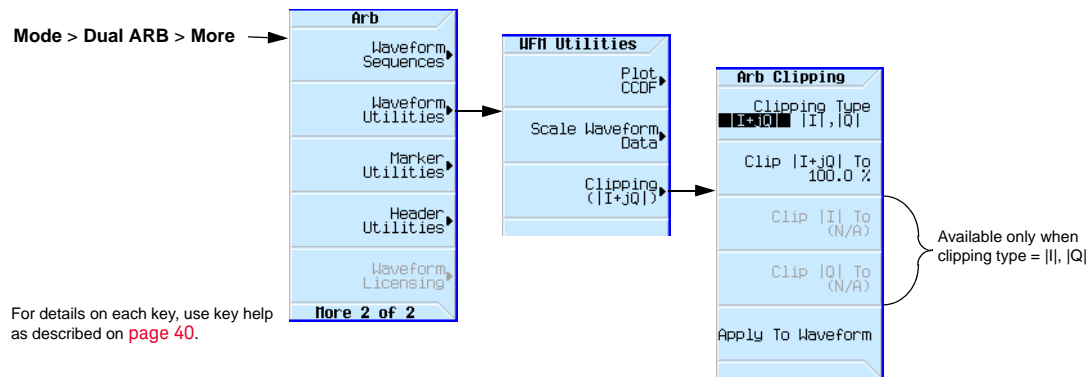 Mode > Dual ARB > More
Arb
Waveform
Sequences
Waveform
Utilities
Marker
Utilities
Header
Utilities
Waveform
Licensing
More 2 of 2
WFM Utilities
Plot
CCDF
Scale Waveform
Data
Clipping
(|I+jQ|)
Arb Clipping
Clipping Type
|I+jQ| |I|,|Q|
Clip |I+jQ| To
100.0 %
Clip |I| To
(N/A)
Clip |Q| To
(N/A)
Apply To Waveform
Available only when
clipping type = |I|, |Q|
For details on each key, use key help
as described on page 40.